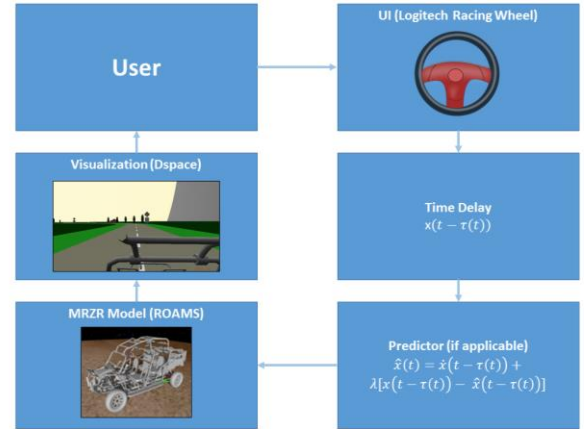 User
UI (Logitech Racing Wheel)
Visualization (Dspace)
Time Delay
x(t − τ(t))
MRZR Model (ROAMS)
Predictor (if applicable)
x̂(t) = ẋ(t − τ(t)) +
λ[x(t − τ(t)) − x̂(t − τ(t))]